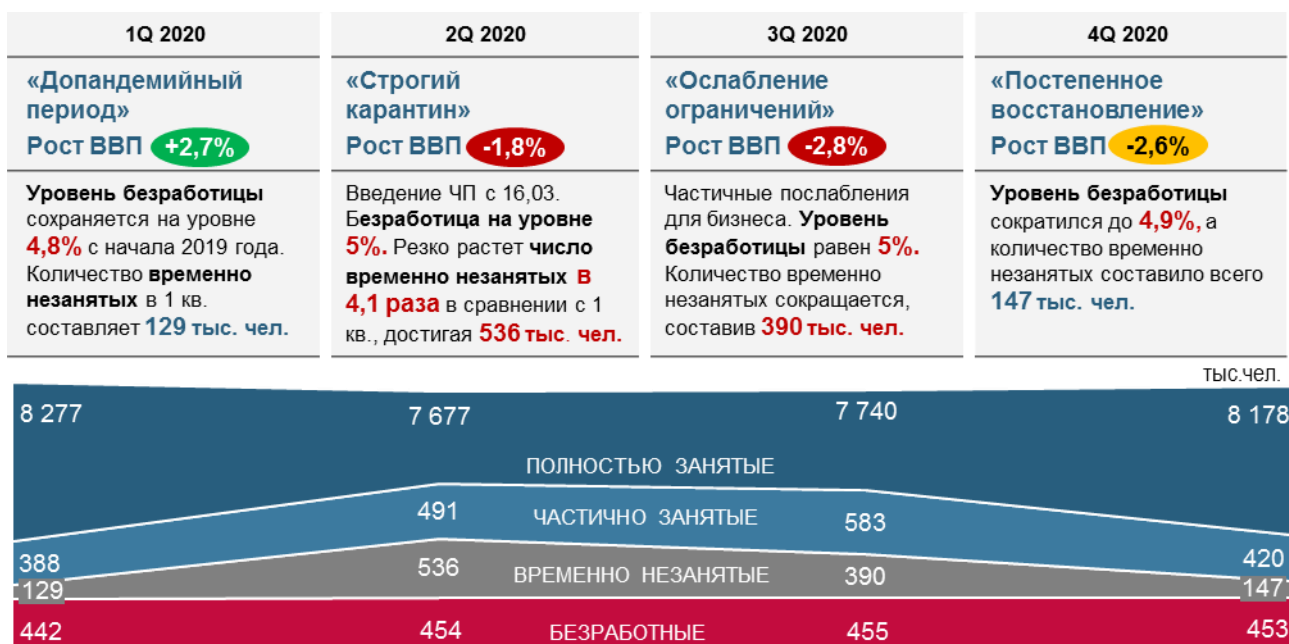 1Q 2020
«Допандемийный
период»
Рост ВВП +2,7%
Уровень безработицы
сохраняется на уровне
4,8% с начала 2019 года.
Количество временно
незанятых в 1 кв.
составляет 129 тыс. чел.
2Q 2020
«Строгий
карантин»
Рост ВВП -1,8%
Введение ЧП с 16,03.
Безработица на уровне
5%. Резко растет число
временно незанятых в
4,1 раза в сравнении с 1
кв., достигая 536 тыс. чел.
3Q 2020
«Ослабление
ограничений»
Рост ВВП -2,8%
Частичные послабления
для бизнеса. Уровень
безработицы равен 5%.
Количество временно
незанятых сокращается,
составив 390 тыс. чел.
4Q 2020
«Постепенное
восстановление»
Рост ВВП -2,6%
Уровень безработицы
сократился до 4,9%, а
количество временно
незанятых составило всего
147 тыс. чел.
тыс.чел.
8 277 7 677 7 740 8 178
ПОЛНОСТЬЮ ЗАНЯТЫЕ
388 491 ЧАСТИЧНО ЗАНЯТЫЕ 583 420
129 536 ВРЕМЕННО НЕЗАНЯТЫЕ 390 147
442 454 БЕЗРАБОТНЫЕ 455 453